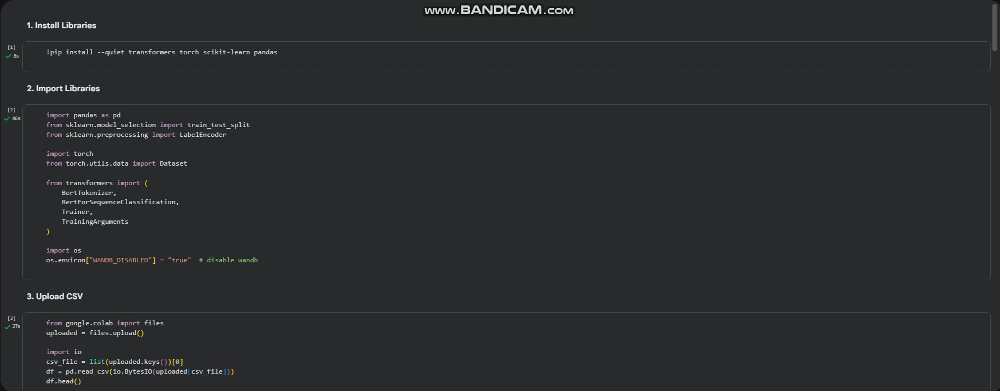 www.BANDICAM.com
1. Install Libraries
[1]
8s
!pip install --quiet transformers torch scikit-learn pandas
2. Import Libraries
[2]
46s
import pandas as pd
from sklearn.model_selection import train_test_split
from sklearn.preprocessing import LabelEncoder
import torch
from torch.utils.data import Dataset
from transformers import (
    BertTokenizer,
    BertForSequenceClassification,
    Trainer,
    TrainingArguments
)
import os
os.environ["WANDB_DISABLED"] = "true"  # disable wandb
3. Upload CSV
[3]
27s
from google.colab import files
uploaded = files.upload()
import io
csv_file = list(uploaded.keys())[0]
df = pd.read_csv(io.BytesIO(uploaded[csv_file]))
df.head()